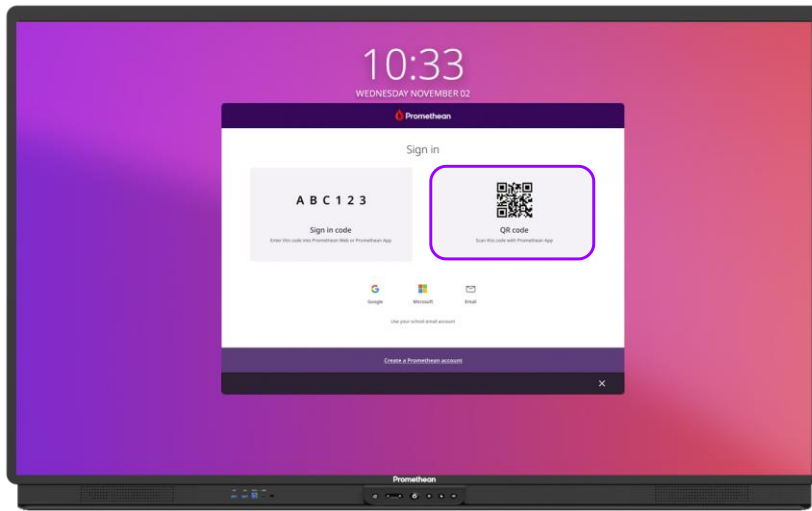 10:33
WEDNESDAY NOVEMBER 02
Promethean
Sign in
A B C 1 2 3
Sign in code
Enter this code into Promethean Web or Promethean App
QR code
Scan this code with Promethean App
Google
Microsoft
Email
Use your school email account
Create a Promethean account
Promethean